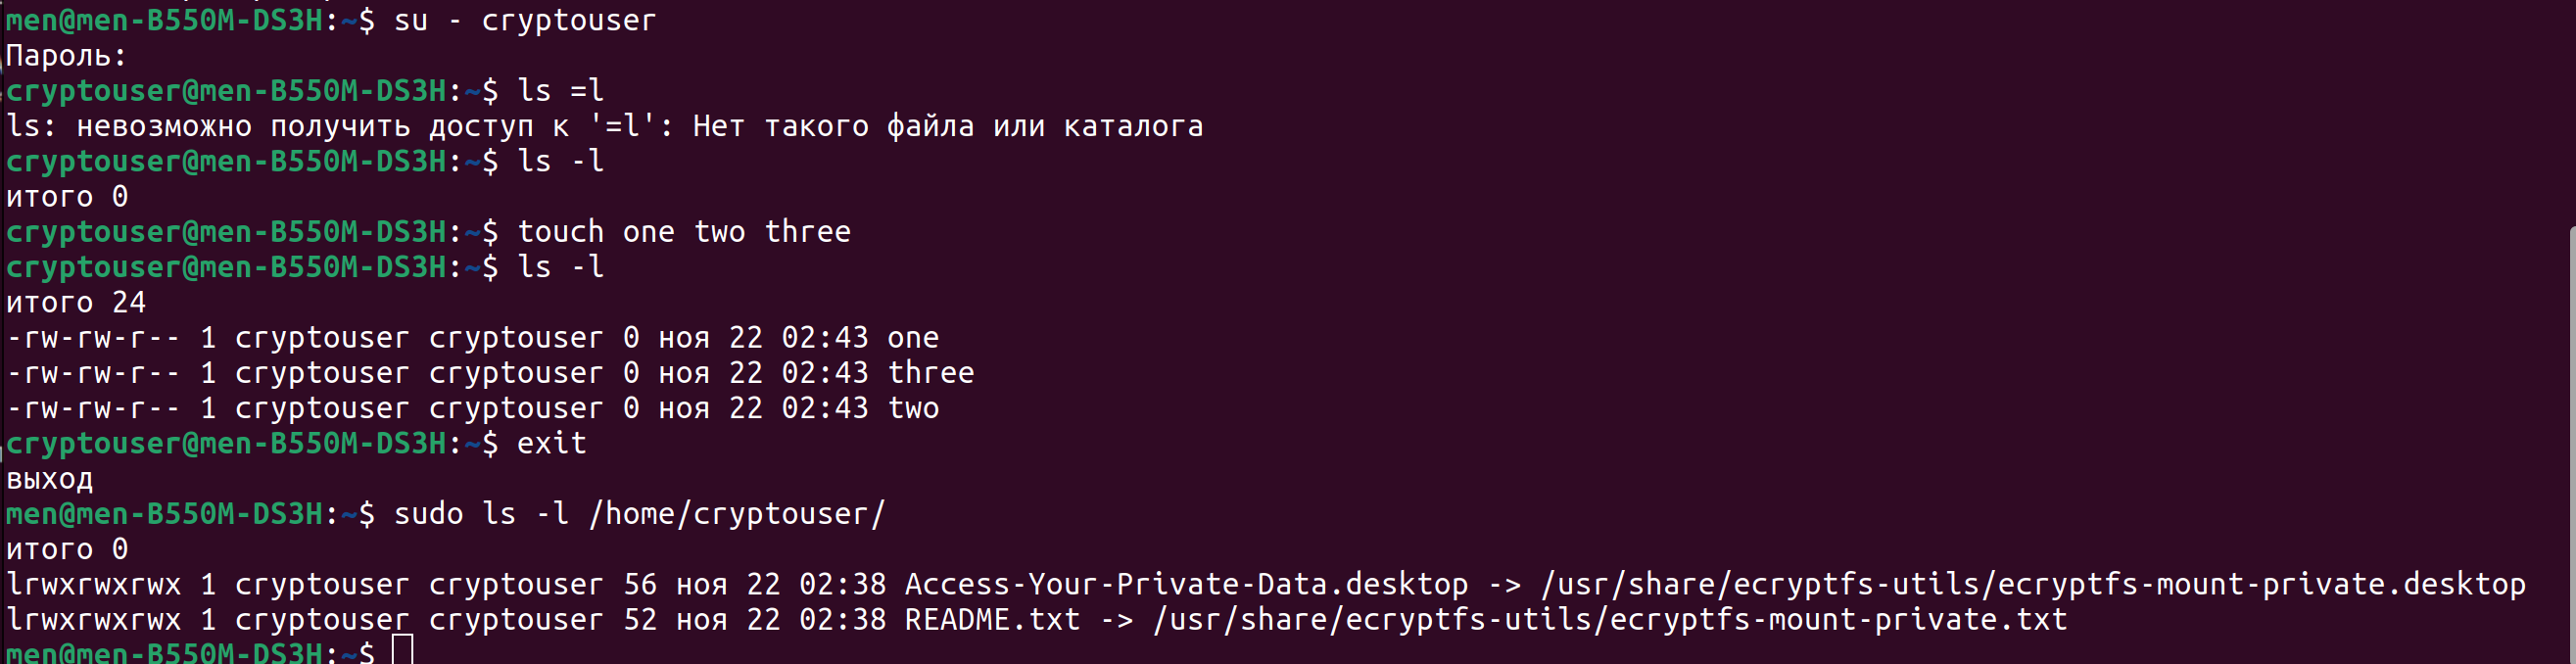 men@men-B550M-DS3H:~$ su - cryptouser
Пароль:
cryptouser@men-B550M-DS3H:~$ ls =l
ls: невозможно получить доступ к '=l': Нет такого файла или каталога
cryptouser@men-B550M-DS3H:~$ ls -l
итого 0
cryptouser@men-B550M-DS3H:~$ touch one two three
cryptouser@men-B550M-DS3H:~$ ls -l
итого 24
-rw-rw-r-- 1 cryptouser cryptouser 0 ноя 22 02:43 one
-rw-rw-r-- 1 cryptouser cryptouser 0 ноя 22 02:43 three
-rw-rw-r-- 1 cryptouser cryptouser 0 ноя 22 02:43 two
cryptouser@men-B550M-DS3H:~$ exit
выход
men@men-B550M-DS3H:~$ sudo ls -l /home/cryptouser/
итого 0
lrwxrwxrwx 1 cryptouser cryptouser 56 ноя 22 02:38 Access-Your-Private-Data.desktop -> /usr/share/ecryptfs-utils/ecryptfs-mount-private.desktop
lrwxrwxrwx 1 cryptouser cryptouser 52 ноя 22 02:38 README.txt -> /usr/share/ecryptfs-utils/ecryptfs-mount-private.txt
men@men-B550M-DS3H:~$